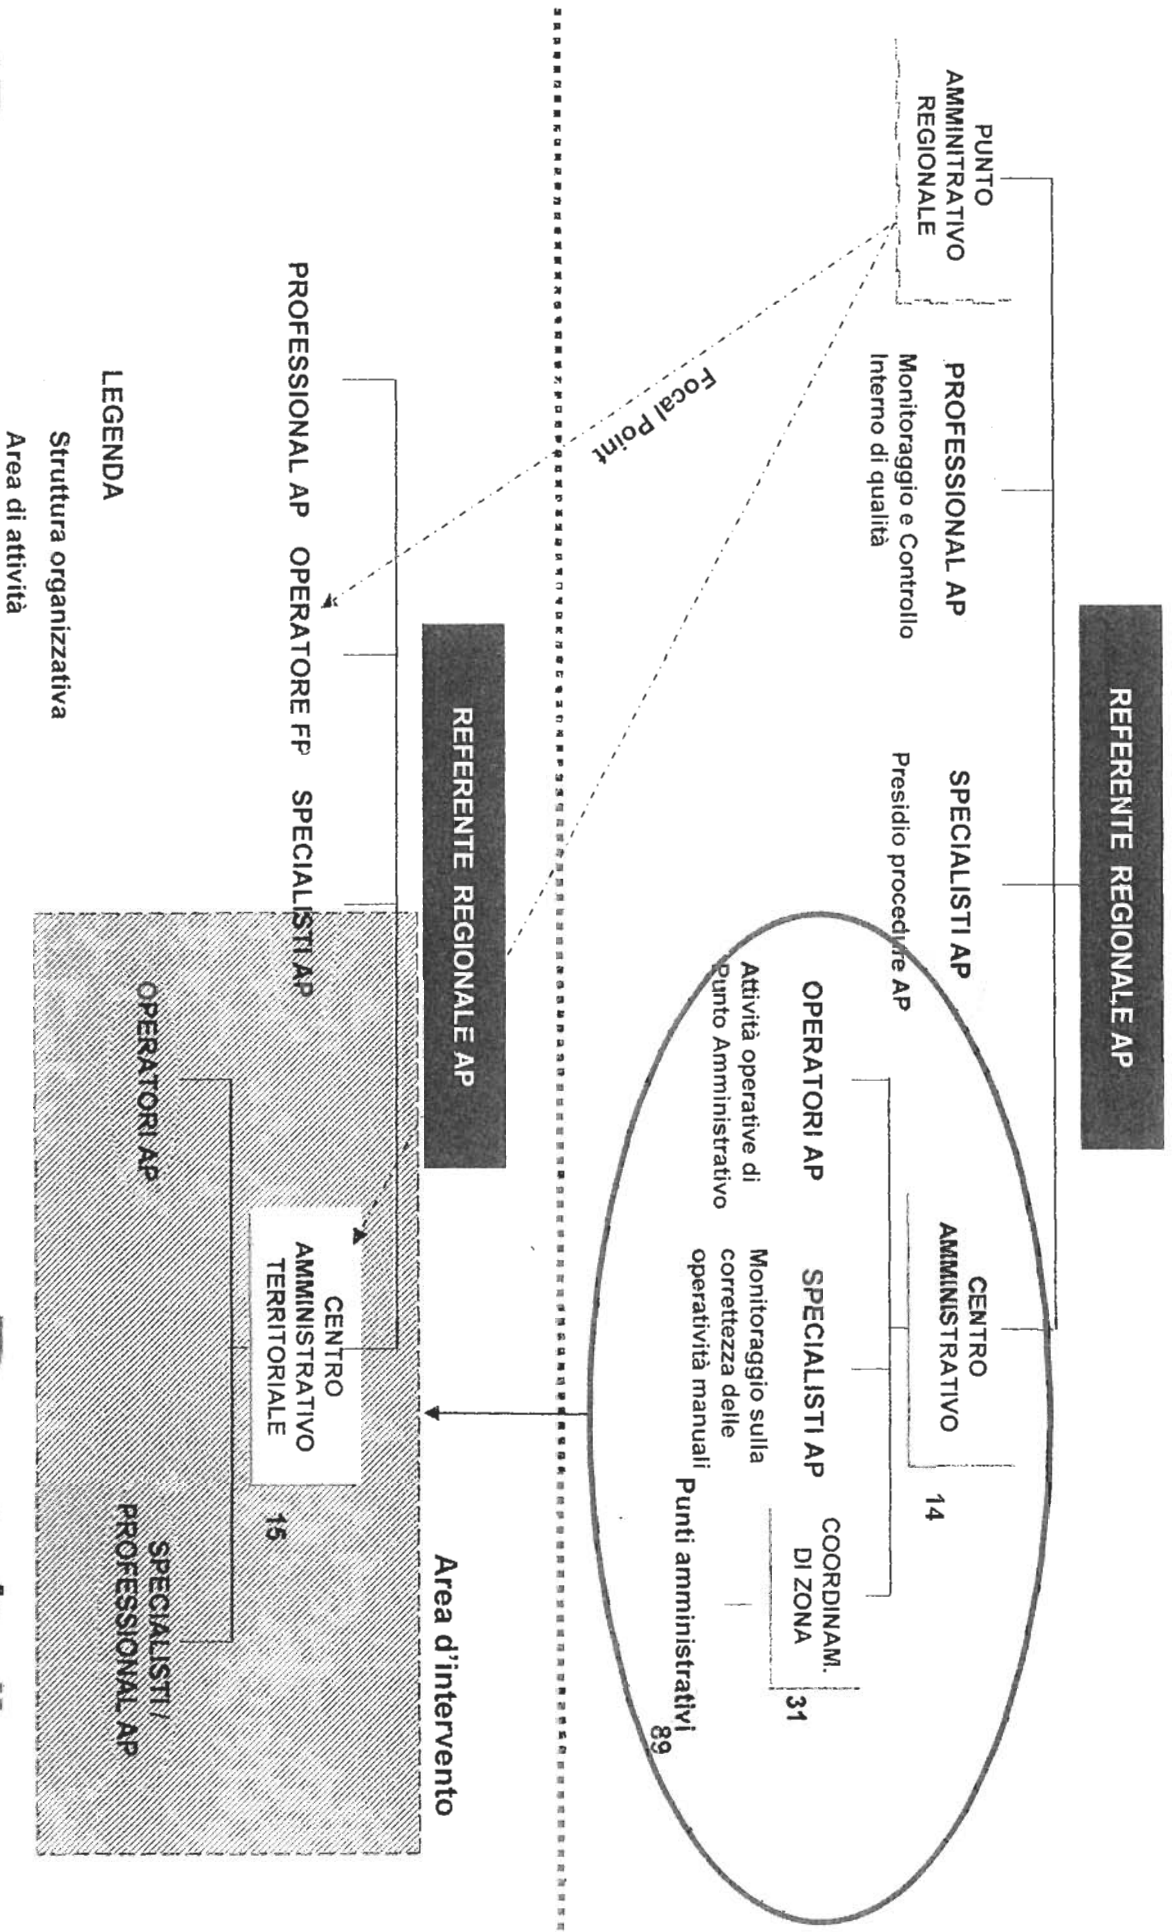 REFERENTE REGIONALE AP
PUNTO
AMMINITRATIVO
REGIONALE
PROFESSIONAL AP
Monitoraggio e Controllo
Interno di qualità
SPECIALISTI AP
Presidio procedure AP
CENTRO
AMMINISTRATIVO
14
OPERATORI AP
Attività operative di
Punto Amministrativo
SPECIALISTI AP
Monitoraggio sulla
correttezza delle
operatività manuali
COORDINAM.
DI ZONA
31
Punti amministrativi
89
Focal Point
Area d'intervento
REFERENTE REGIONALE AP
PROFESSIONAL AP
OPERATORE FP
SPECIALISTI AP
CENTRO
AMMINISTRATIVO
TERRITORIALE
15
OPERATORI AP
SPECIALISTI /
PROFESSIONAL AP
LEGENDA
Struttura organizzativa
Area di attività